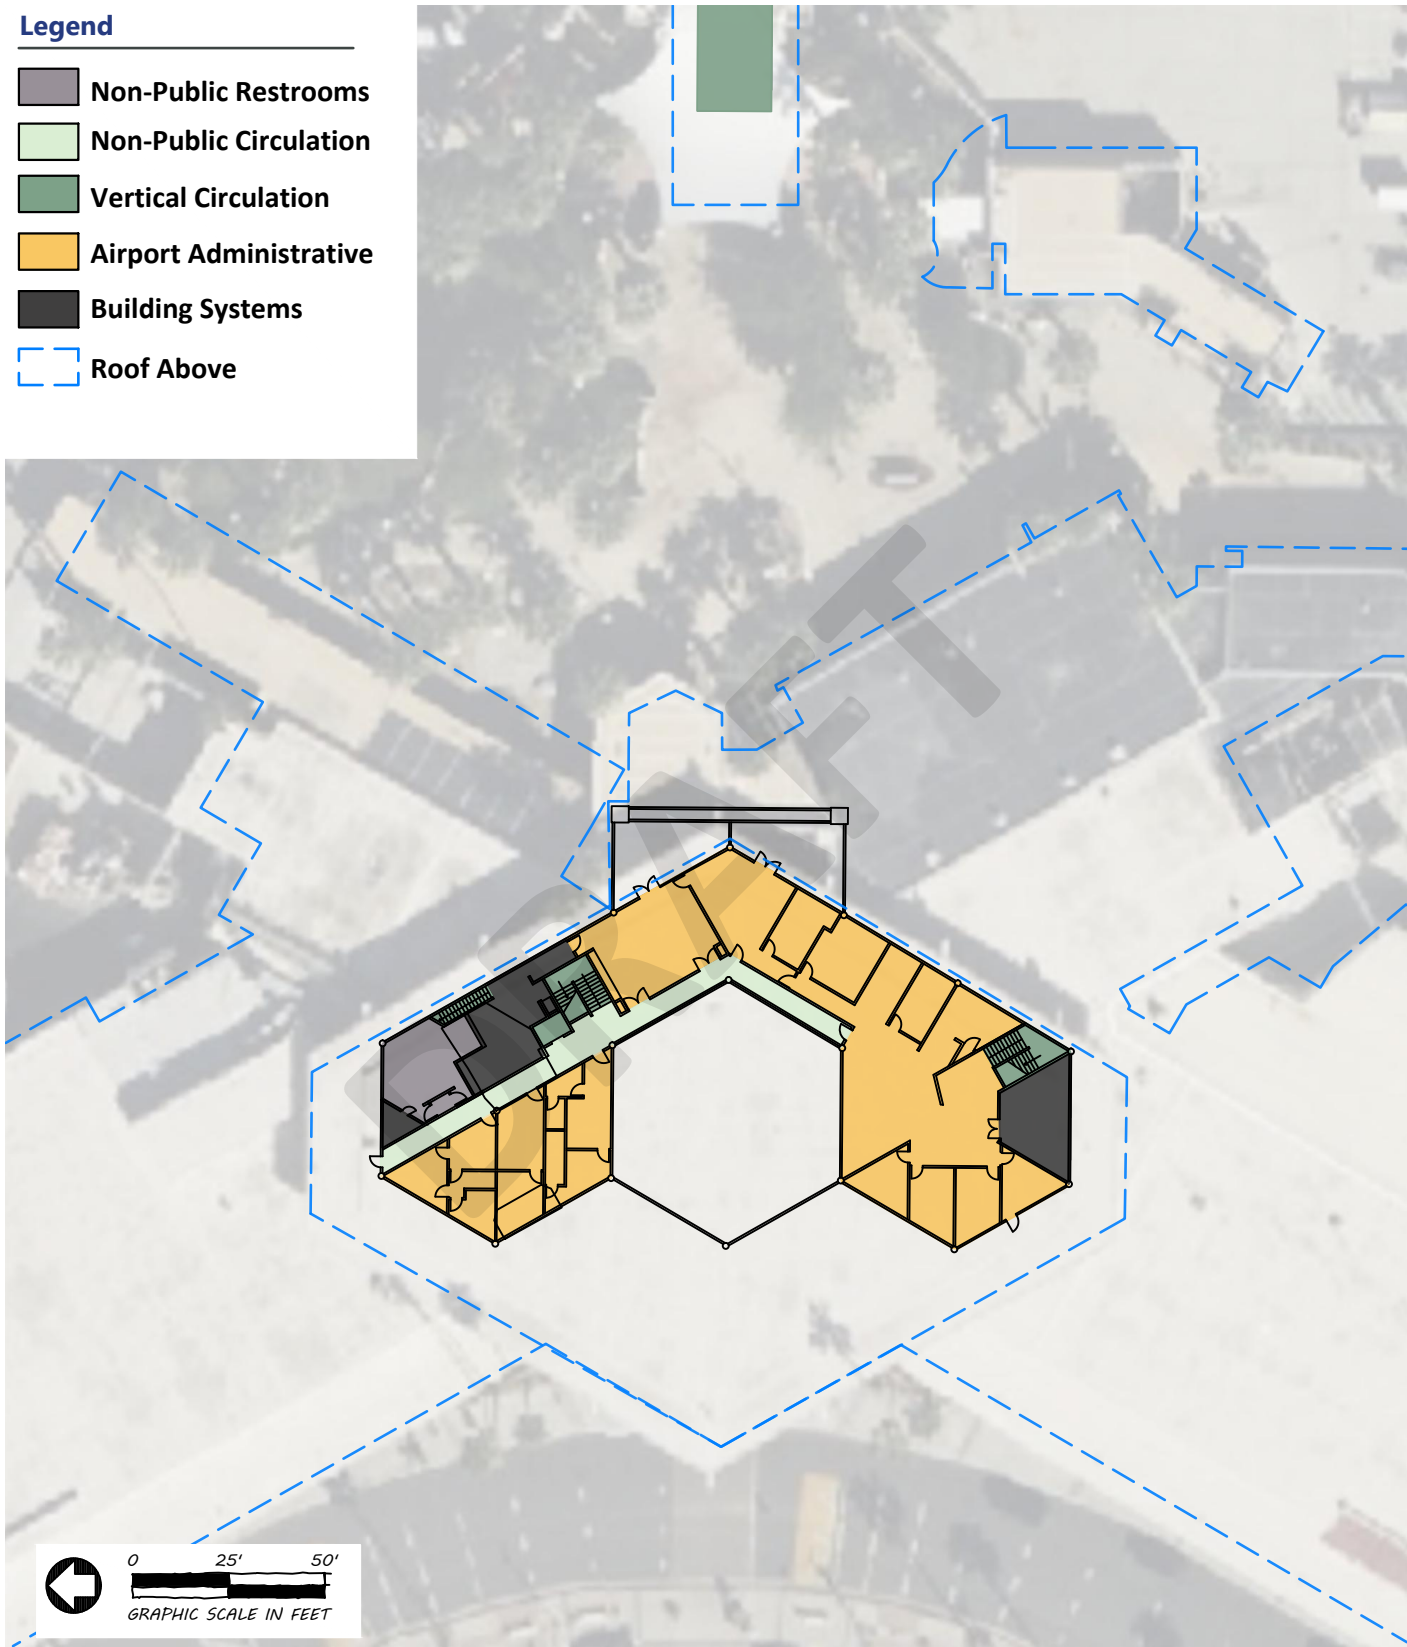 Legend
Non-Public Restrooms
Non-Public Circulation
Vertical Circulation
Airport Administrative
Building Systems
Roof Above
DRAFT
0 25' 50'
GRAPHIC SCALE IN FEET